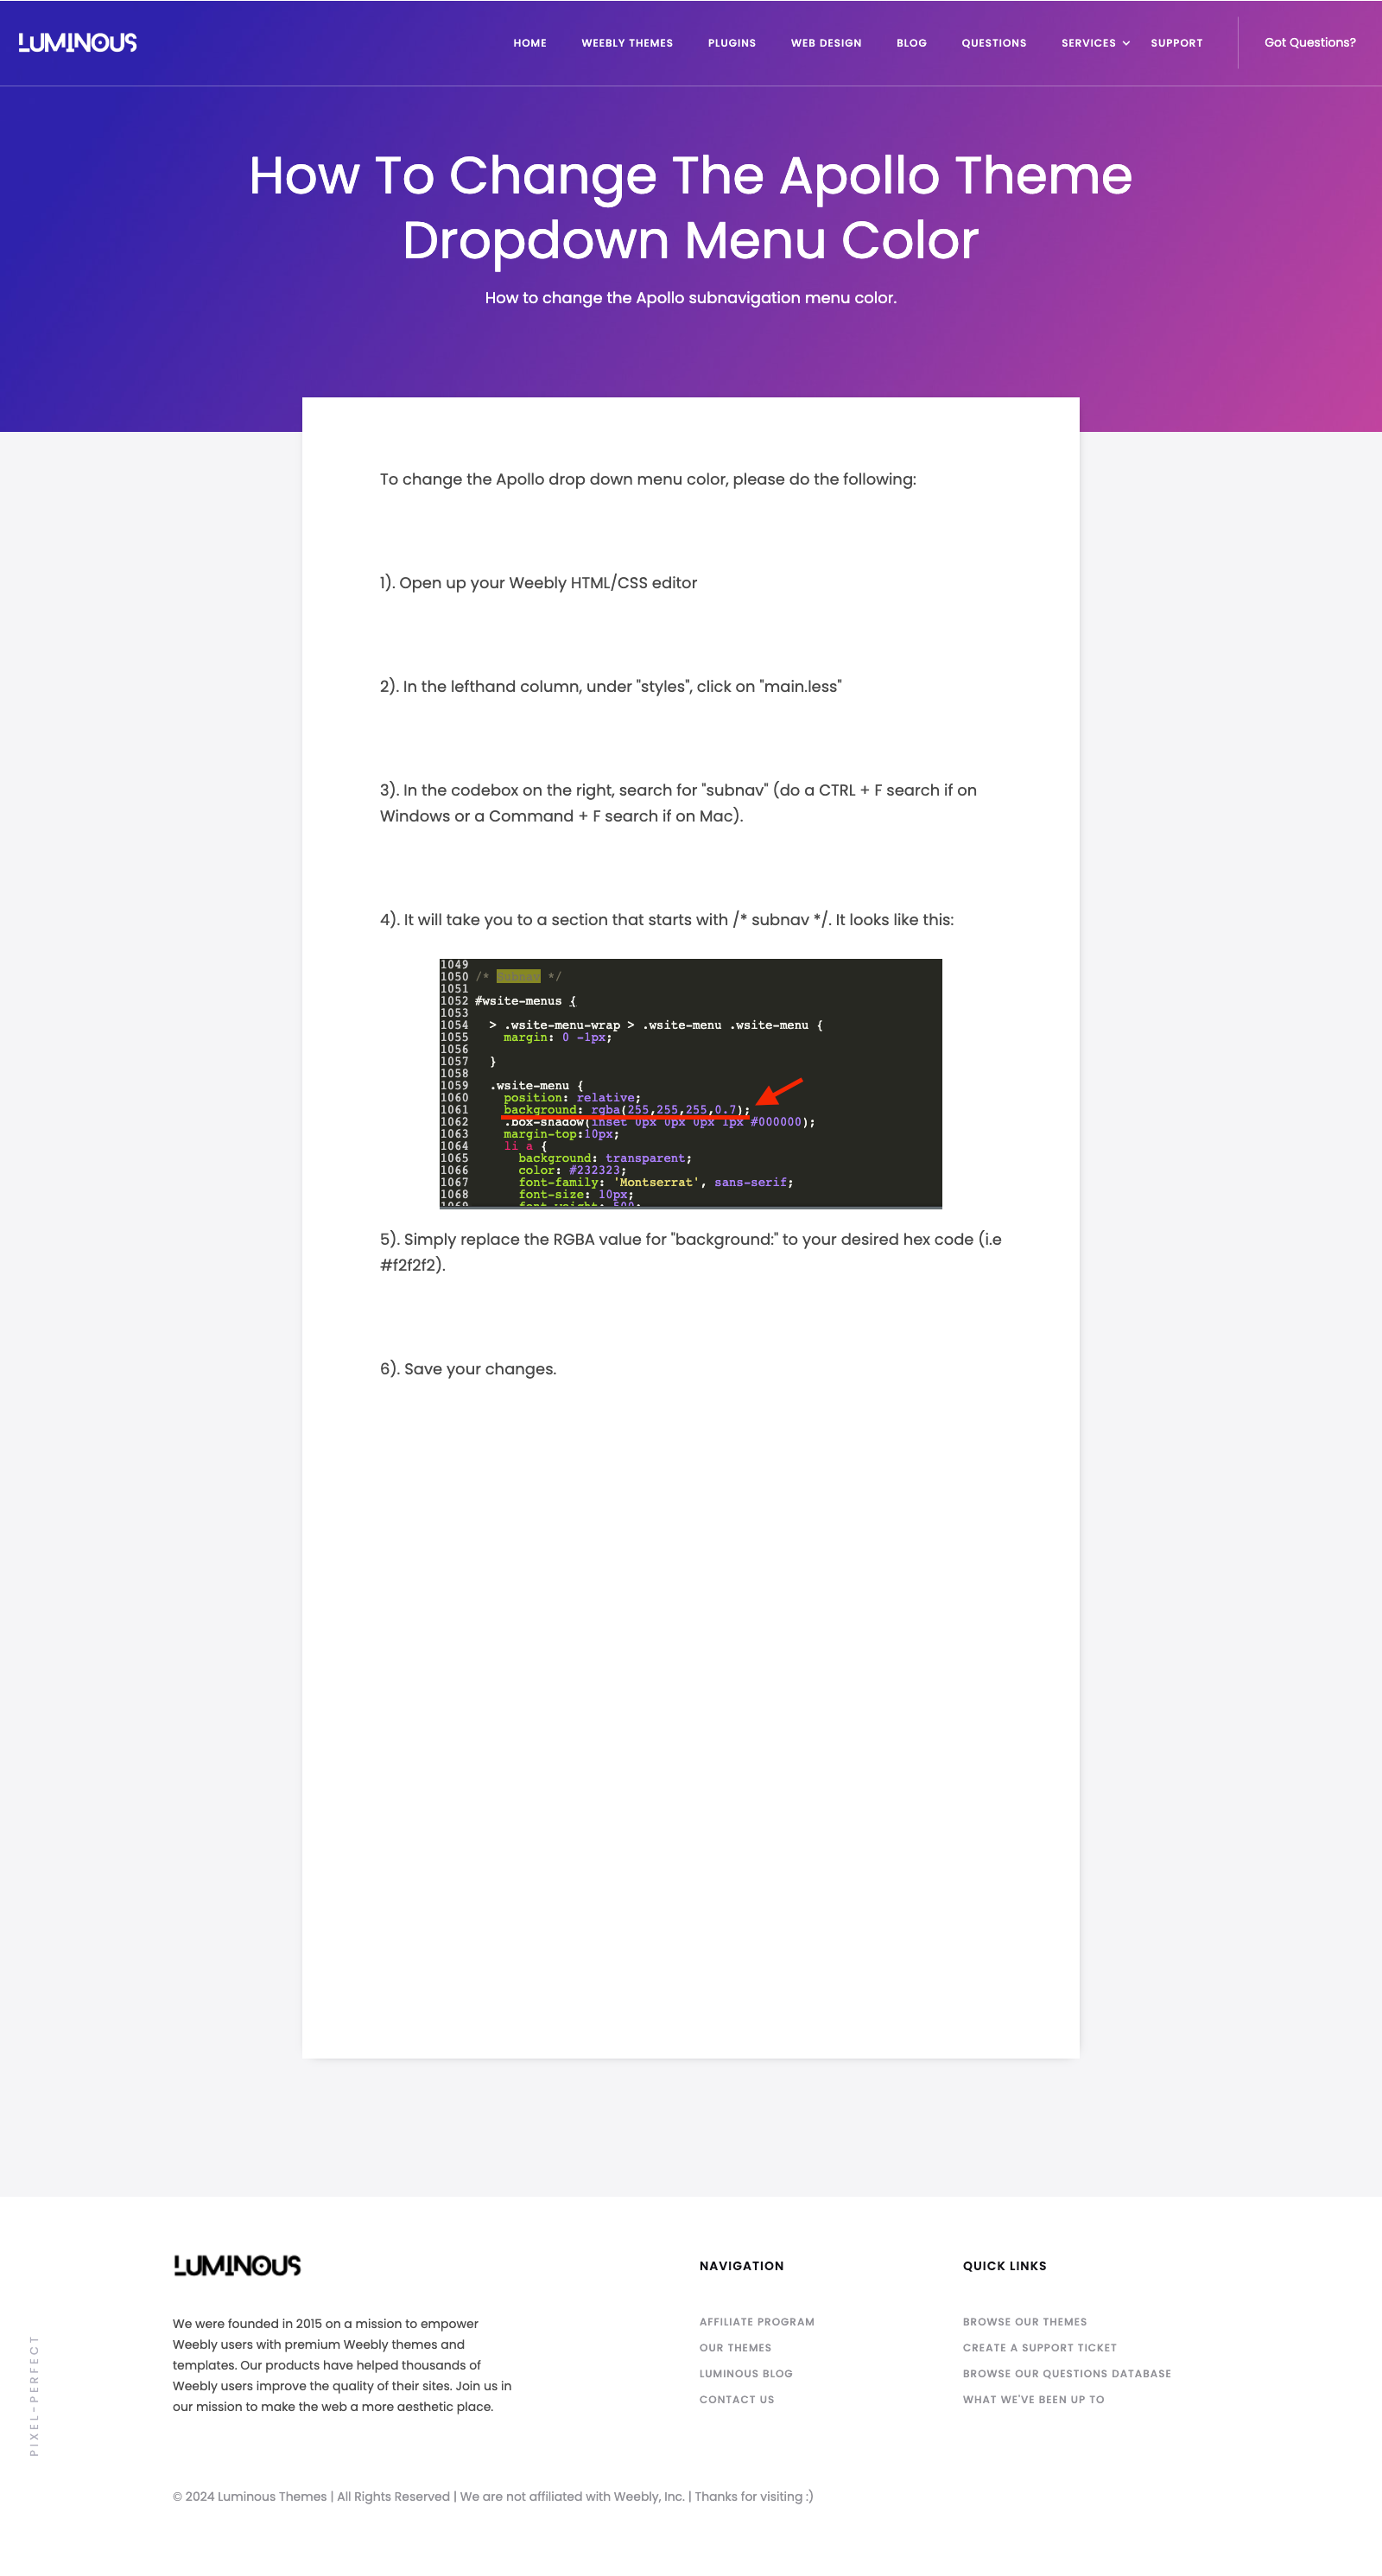 LUMINOUS
HOME WEEBLY THEMES PLUGINS WEB DESIGN BLOG QUESTIONS SERVICES SUPPORT Got Questions?
How To Change The Apollo Theme
Dropdown Menu Color
How to change the Apollo subnavigation menu color.
To change the Apollo drop down menu color, please do the following:
1). Open up your Weebly HTML/CSS editor
2). In the lefthand column, under "styles", click on "main.less"
3). In the codebox on the right, search for "subnav" (do a CTRL + F search if on
Windows or a Command + F search if on Mac).
4). It will take you to a section that starts with /* subnav */. It looks like this:
1049
1050 /* Subnav */
1051
1052 #wsite-menus {
1053
1054 > .wsite-menu-wrap > .wsite-menu .wsite-menu {
1055 margin: 0 -1px;
1056
1057 }
1058
1059 .wsite-menu {
1060 position: relative;
1061 background: rgba(255,255,255,0.7);
1062 .box-shadow(inset 0px 0px 0px 1px #000000);
1063 margin-top:10px;
1064 li a {
1065 background: transparent;
1066 color: #232323;
1067 font-family: 'Montserrat', sans-serif;
1068 font-size: 10px;
1069 font-weight: 500;
5). Simply replace the RGBA value for "background:" to your desired hex code (i.e
#f2f2f2).
6). Save your changes.
PIXEL-PERFECT
LUMINOUS
We were founded in 2015 on a mission to empower
Weebly users with premium Weebly themes and
templates. Our products have helped thousands of
Weebly users improve the quality of their sites. Join us in
our mission to make the web a more aesthetic place.
NAVIGATION
AFFILIATE PROGRAM
OUR THEMES
LUMINOUS BLOG
CONTACT US
QUICK LINKS
BROWSE OUR THEMES
CREATE A SUPPORT TICKET
BROWSE OUR QUESTIONS DATABASE
WHAT WE'VE BEEN UP TO
© 2024 Luminous Themes | All Rights Reserved | We are not affiliated with Weebly, Inc. | Thanks for visiting :)